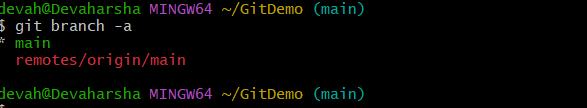 devah@Devaharsha MINGW64 ~/GitDemo (main)
$ git branch -a
* main
  remotes/origin/main

devah@Devaharsha MINGW64 ~/GitDemo (main)